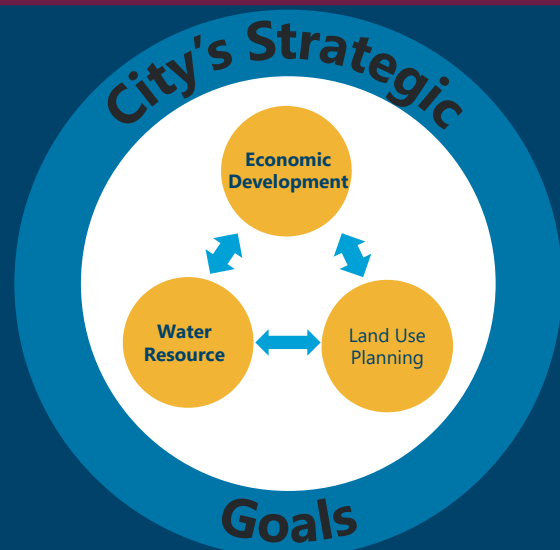 City's Strategic
Economic
Development
Water
Resource
Land Use
Planning
Goals